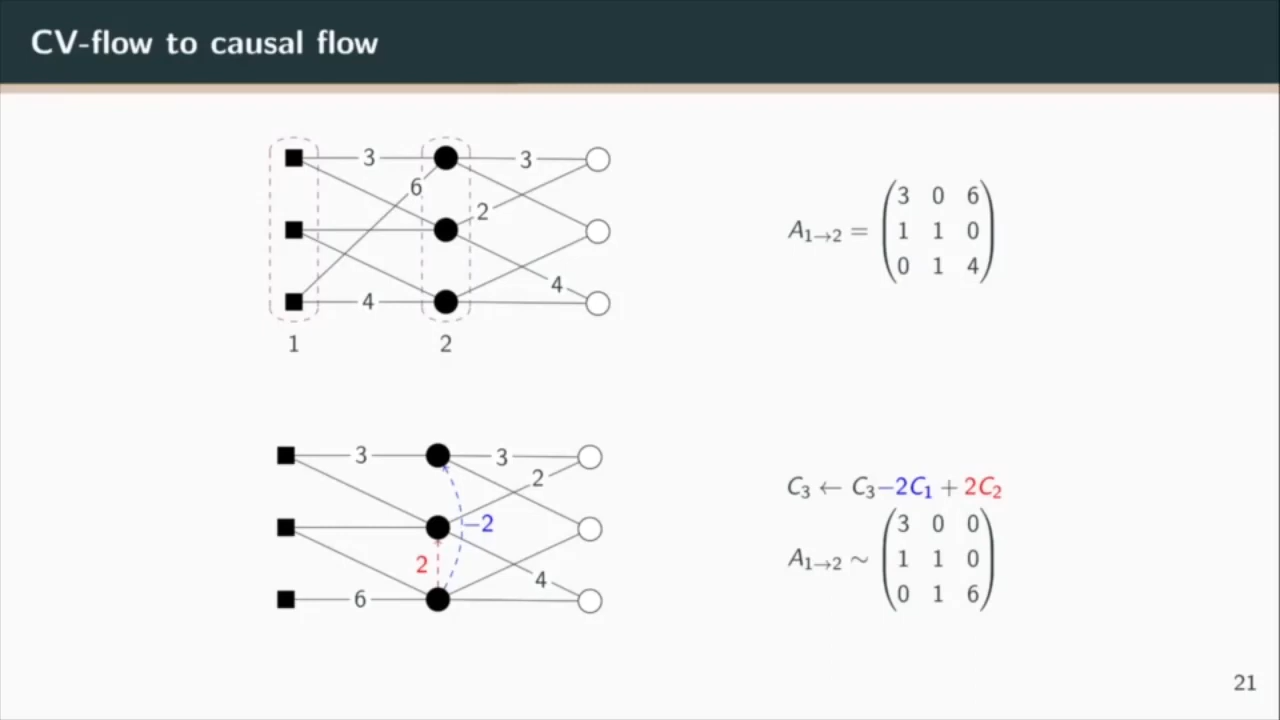 CV-flow to causal flow
3 3
6
2
4
4
1 2
A1→2 = (3 0 6
1 1 0
0 1 4)
3 3
2
−2
2
4
6
C3 ← C3−2C1 + 2C2
A1→2 ∼ (3 0 0
1 1 0
0 1 6)
21